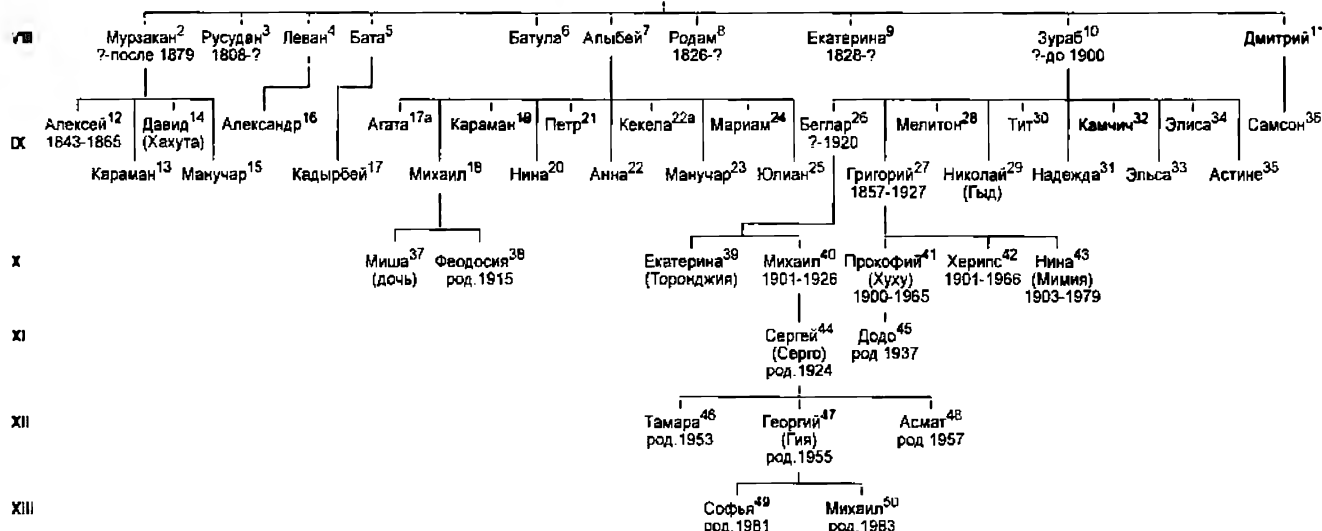 VIII Мурзакан2 Русудан3 Леван4 Бата5 Батула6 Алыбей7 Родам8 Екатерина9 Зураб10 Дмитрий11
?-после 1879 1808-? 1826-? 1828-? ?-до 1900
Алексей12 Давид14 Александр16 Агата17а Караман19 Петр21 Кекела22а Мариам24 Беглар26 Мелитон28 Тит30 Камчич32 Элиса34 Самсон36
IX 1843-1865 (Хахута) ?-1920
Караман13 Манучар15 Кадырбей17 Михаил18 Нина20 Анна22 Манучар23 Юлиан25 Григорий27 Николай29 Надежда31 Эльса33 Астине35
1857-1927 (Гыд)
X Миша37 Феодосия38 Екатерина39 Михаил40 Прокофий41 Херипс42 Нина43
(дочь) род.1915 (Торонджия) 1901-1926 (Хуху) 1901-1966 (Мимия)
1900-1965 1903-1979
XI Сергей44 Додо45
(Серго) род 1937
род.1924
XII Тамара46 Георгий47 Асмат48
род.1953 (Гия) род 1957
род.1955
XIII Софья49 Михаил50
род.1981 род.1983